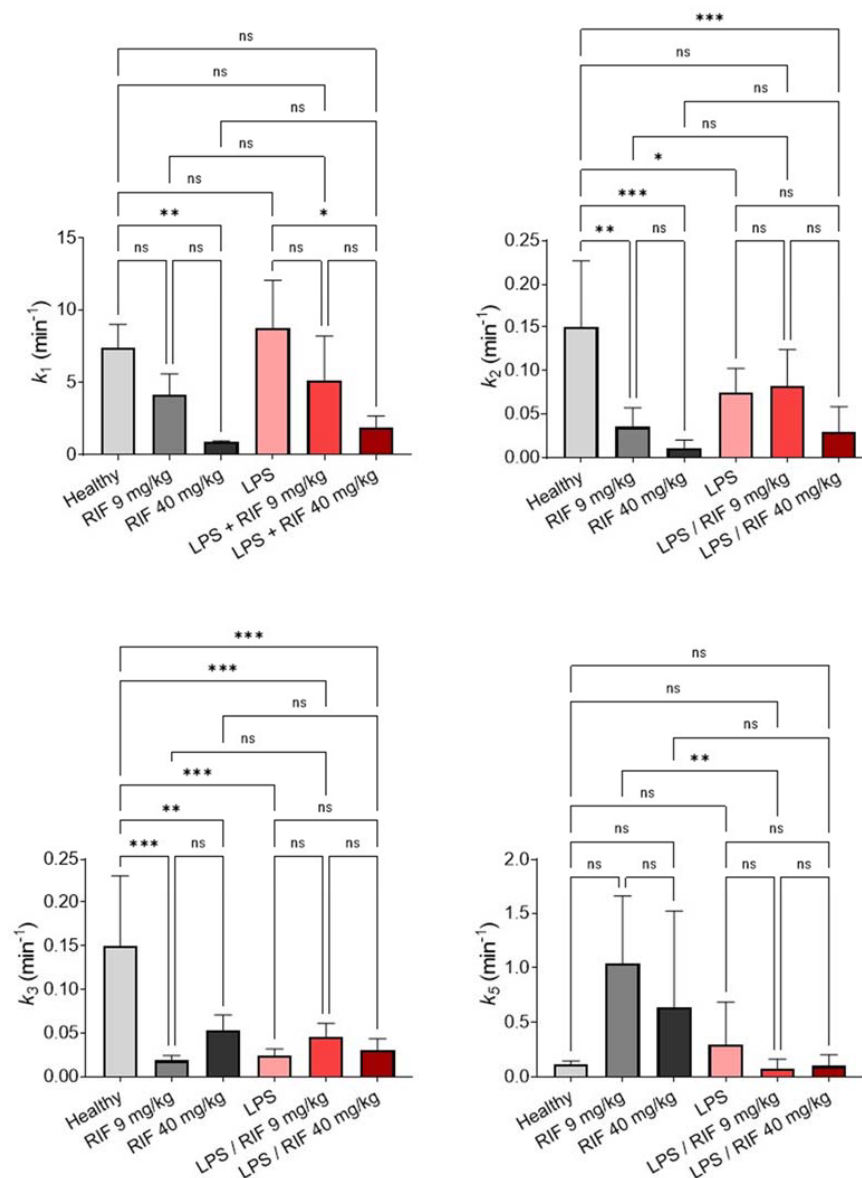 ns
ns
ns
ns
ns
** *
ns ns ns ns
15
10
5
0
k1 (min-1)
Healthy
RIF 9 mg/kg
RIF 40 mg/kg
LPS
LPS + RIF 9 mg/kg
LPS + RIF 40 mg/kg
***
ns
ns
ns
*
*** ns
** ns ns ns
0.25
0.20
0.15
0.10
0.05
0.00
k2 (min-1)
Healthy
RIF 9 mg/kg
RIF 40 mg/kg
LPS
LPS / RIF 9 mg/kg
LPS / RIF 40 mg/kg
***
***
ns
ns
***
** ns
*** ns ns ns
0.25
0.20
0.15
0.10
0.05
0.00
k3 (min-1)
Healthy
RIF 9 mg/kg
RIF 40 mg/kg
LPS
LPS / RIF 9 mg/kg
LPS / RIF 40 mg/kg
ns
ns
ns
**
ns
ns ns
ns ns ns ns
2.0
1.5
1.0
0.5
0.0
k5 (min-1)
Healthy
RIF 9 mg/kg
RIF 40 mg/kg
LPS
LPS / RIF 9 mg/kg
LPS / RIF 40 mg/kg